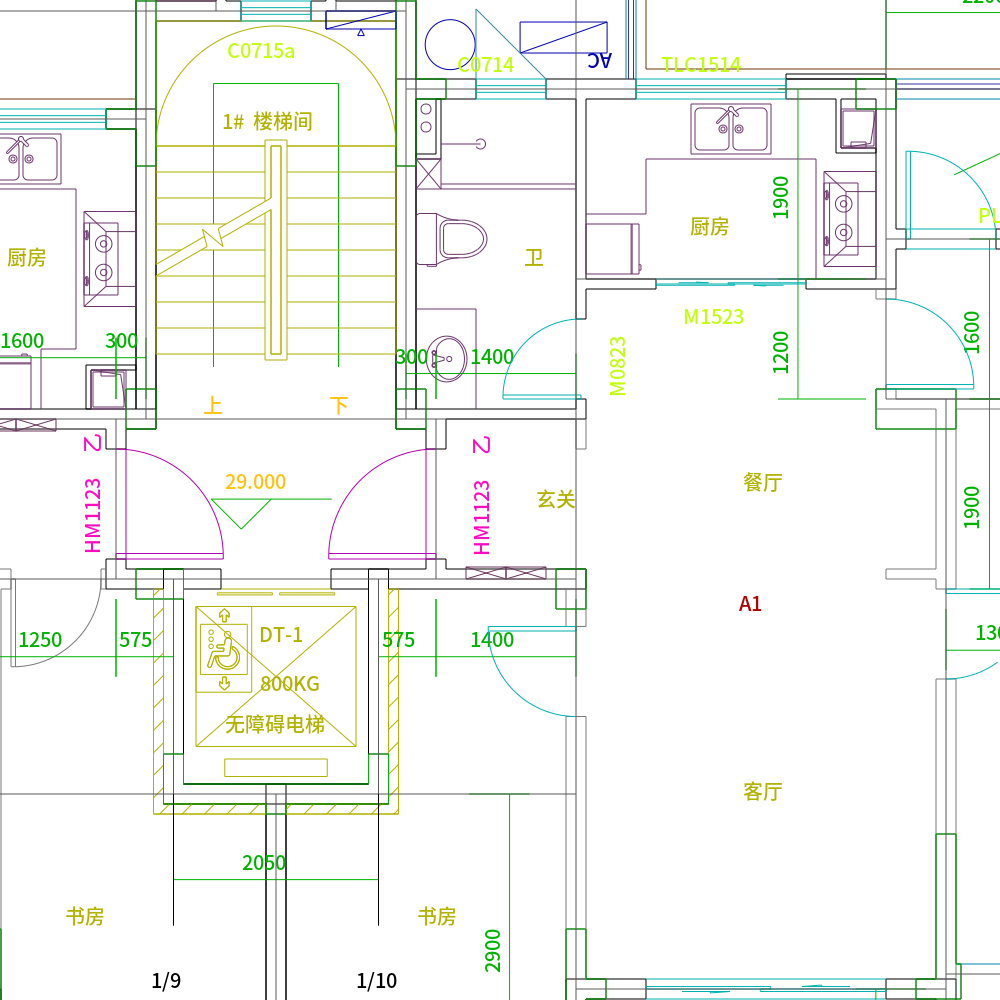 C0715a
C0714
AC
TLC1514
1# 楼梯间
1900
厨房
PL
厨房
卫
1600
300
300
1400
M0823
M1523
1200
1600
上
下
乙
HM1123
29.000
乙
HM1123
玄关
餐厅
1900
A1
1250
575
DT-1
575
1400
130
800KG
无障碍电梯
客厅
2050
书房
书房
2900
1/9
1/10